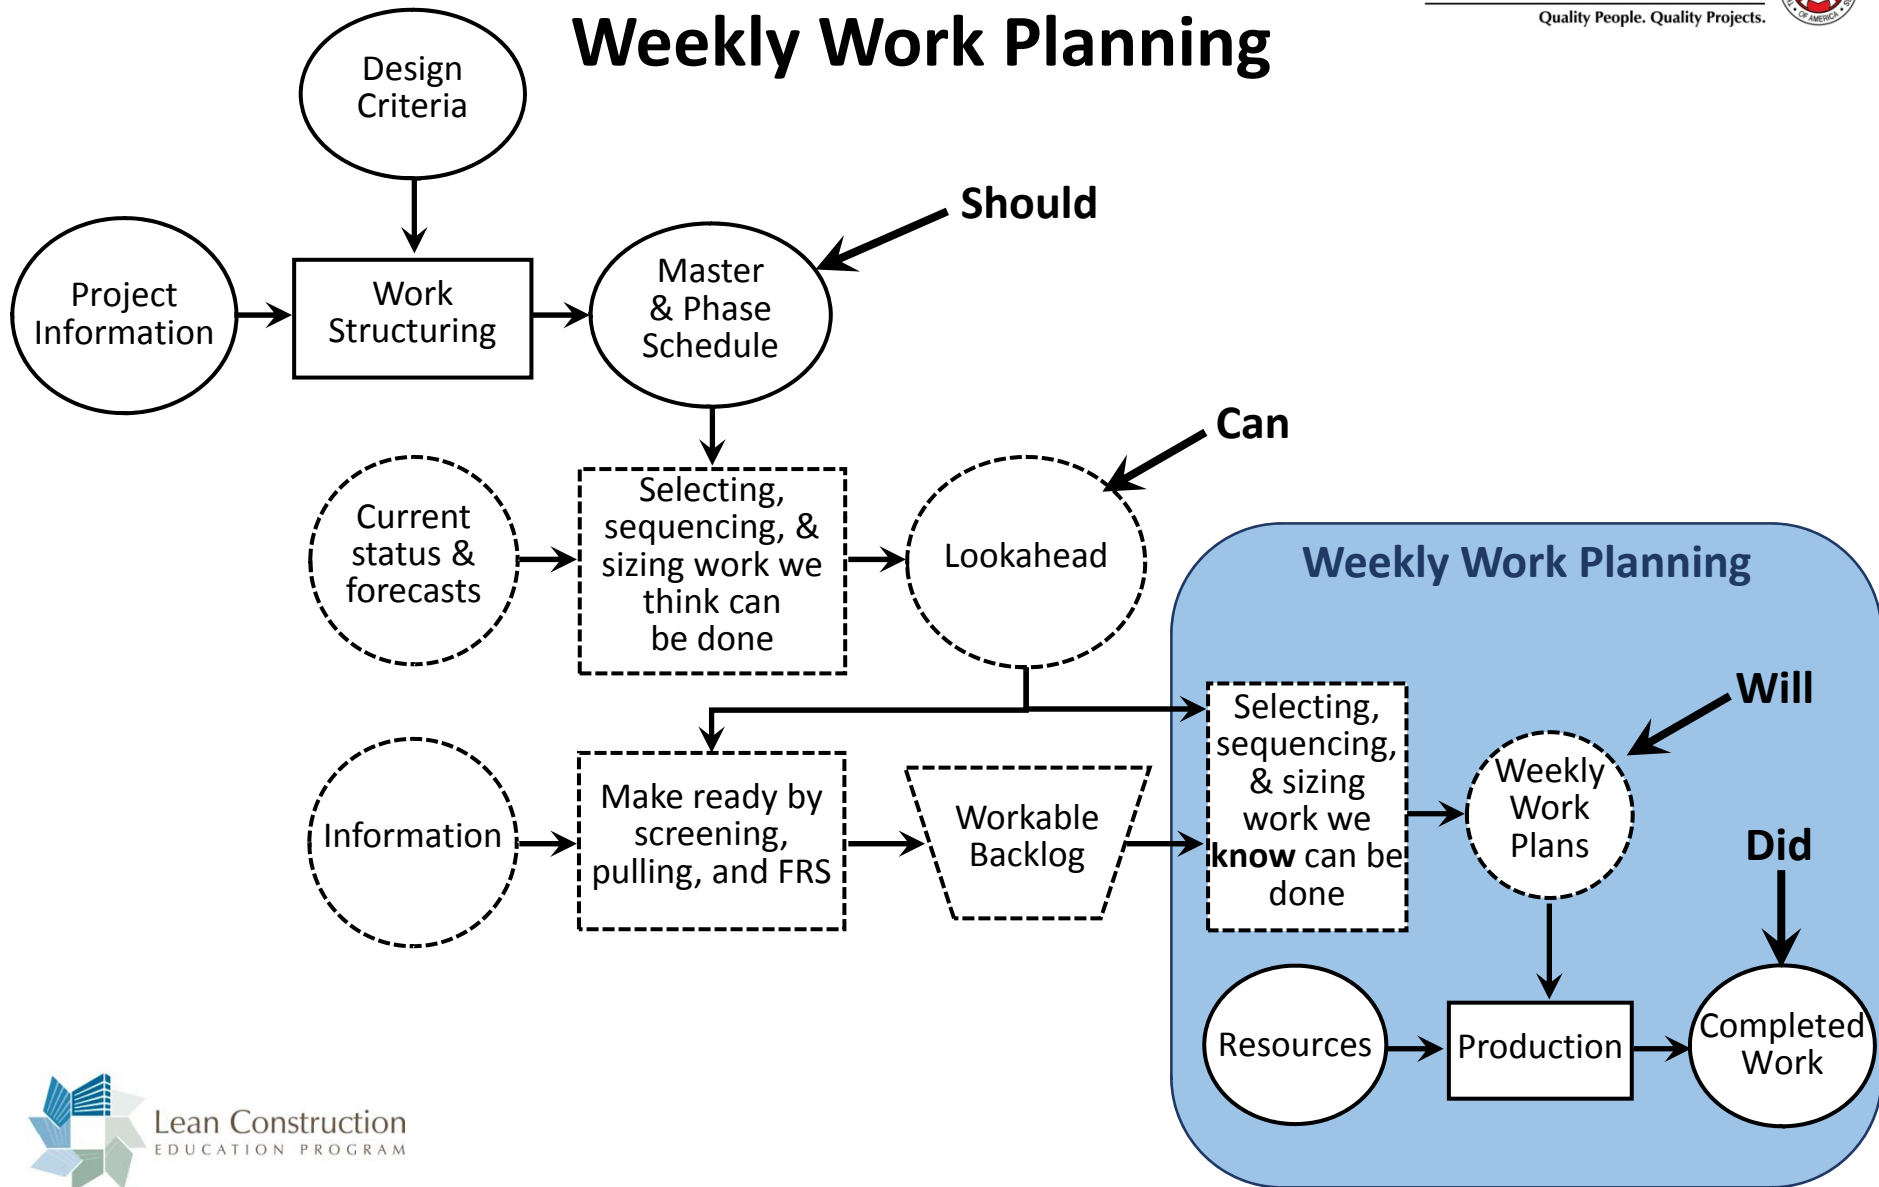 Weekly Work Planning
Quality People. Quality Projects.
OF AMERICA
Design
Criteria
Should
Project
Information
Work
Structuring
Master
& Phase
Schedule
Can
Current
status &
forecasts
Selecting,
sequencing, &
sizing work we
think can
be done
Lookahead
Weekly Work Planning
Will
Information
Make ready by
screening,
pulling, and FRS
Workable
Backlog
Selecting,
sequencing,
& sizing
work we
know can be
done
Weekly
Work
Plans
Did
Resources
Production
Completed
Work
Lean Construction
EDUCATION PROGRAM